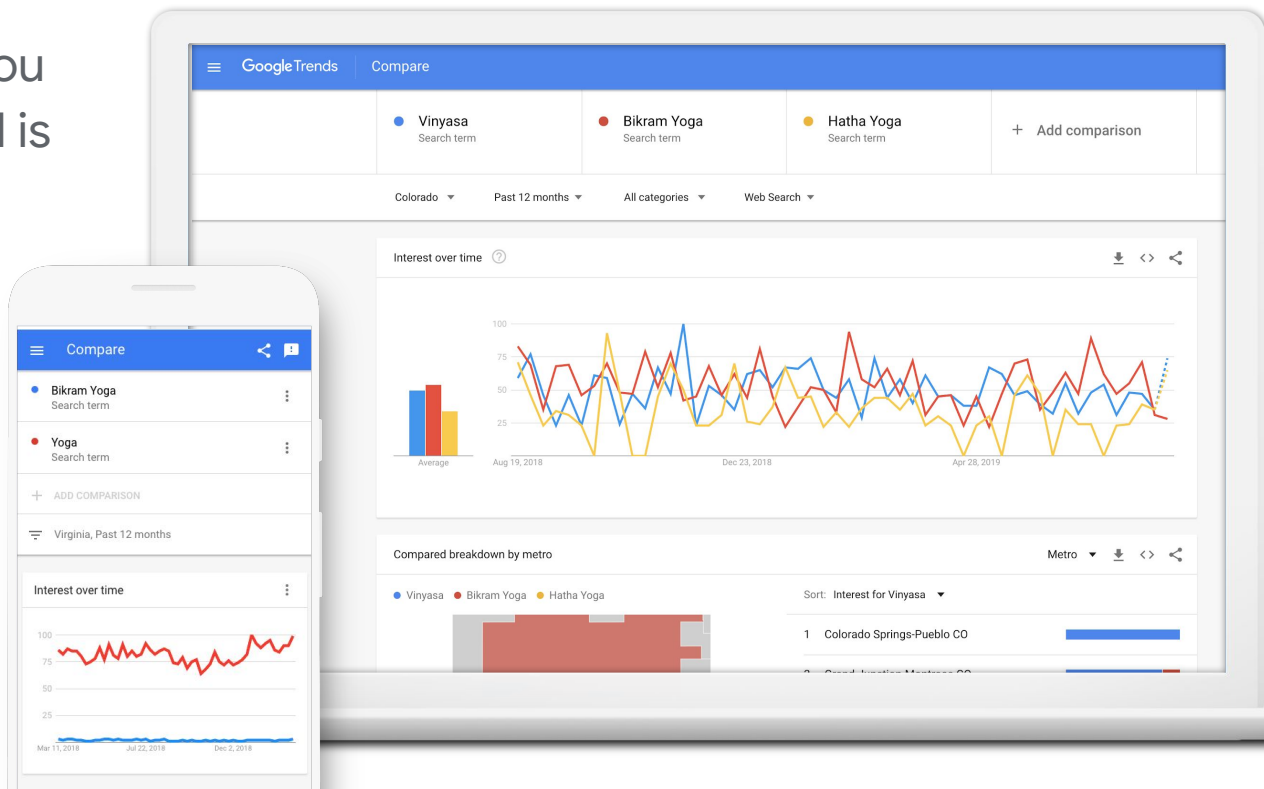 ou
l is
GoogleTrends Compare
Vinyasa
Search term
Bikram Yoga
Search term
Hatha Yoga
Search term
+ Add comparison
Colorado
Past 12 months
All categories
Web Search
Interest over time
100
75
50
25
Average
Aug 19, 2018
Dec 23, 2018
Apr 28, 2019
Compared breakdown by metro
Metro
Vinyasa Bikram Yoga Hatha Yoga
Sort: Interest for Vinyasa
1 Colorado Springs-Pueblo CO
Compare
Bikram Yoga
Search term
Yoga
Search term
+ ADD COMPARISON
Virginia, Past 12 months
Interest over time
100
75
50
25
Mar 11, 2018
Jul 22, 2018
Dec 2, 2018